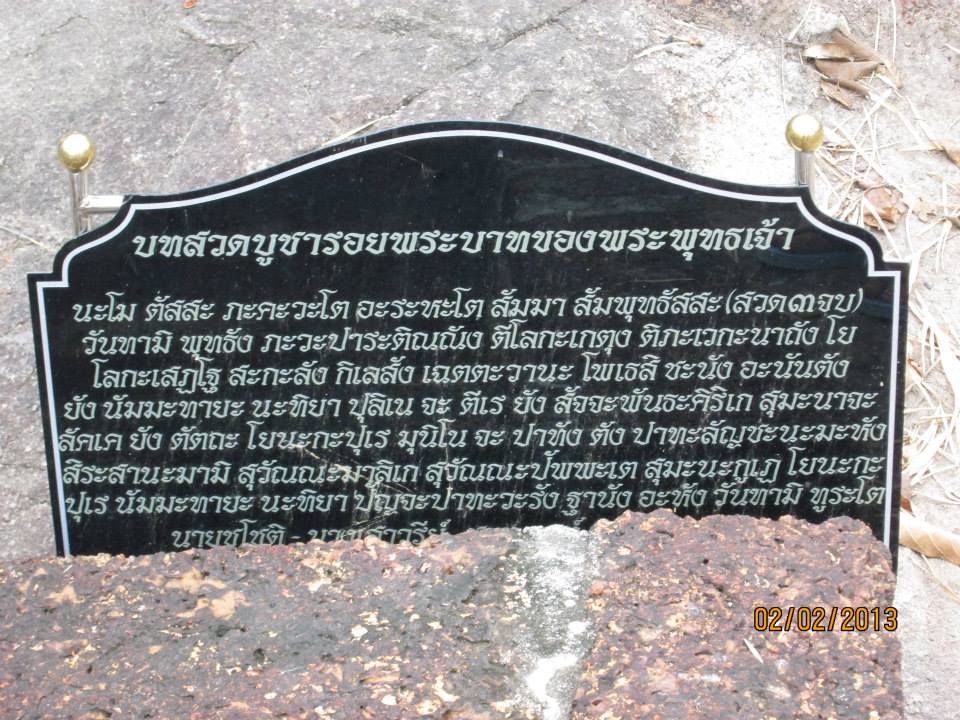 บทสวดบูชารอยพระบาทของพระพุทธเจ้า
นะโม ตัสสะ ภะคะวะโต อะระหะโต สัมมา สัมพุทธัสสะ (สวด๓จบ)
วันทามิ พุทธัง ภะวะปาระติณณัง ตีโลกะเกตุง ติภะเวกะนาถัง โย
โลกะเสฏโฐ สะกะลัง กิเลสัง เฉตตะวานะ โพเธสิ ชะนัง อะนันตัง
ยัง นัมมะทายะ นะทิยา ปุลิเน จะ ตีเร ยัง สัจจะพันธะคิริเก สุมะนาจะ
ลัคเค ยัง ตัตถะ โยนะกะปุเร มุนิโน จะ ปาทัง ตัง ปาทะลัญชะนะมะหัง
สิระสานะมามิ สุวัณณะมาลิเก สุวัณณะปัพพะเต สุมะนะกูเฏ โยนะกะ
ปุเร นัมมะทายะ นะทิยา ปัญจะปาทะวะรัง ฐานัง อะหัง วันทามิ ทูระโต
นายชูโชติ -
02/02/2013